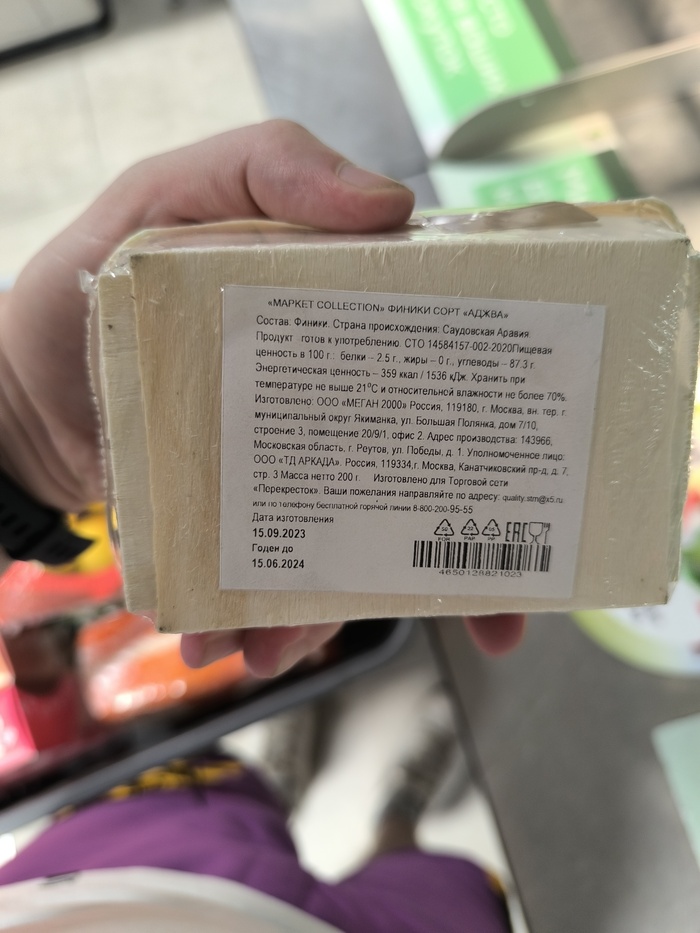 «МАРКЕТ COLLECTION» ФИНИКИ СОРТ «АДЖВА»
Состав: Финики. Страна происхождения: Саудовская Аравия
Продукт готов к употреблению. СТО 14584157-002-2020Пищевая
ценность в 100 г.: белки – 2.5 г., жиры – 0 г., углеводы – 87.3 г.
Энергетическая ценность – 359 ккал / 1536 кДж. Хранить при
температуре не выше 21°С и относительной влажности не более 70%.
Изготовлено: ООО «МЕГАН 2000» Россия, 119180, г. Москва, вн. тер. г.
муниципальный округ Якиманка, ул. Большая Полянка, дом 7/10,
строение 3, помещение 20/9/1, офис 2. Адрес производства: 143966,
Московская область, г. Реутов, ул. Победы, д. 1. Уполномоченное лицо:
ООО «ТД АРКАДА». Россия, 119334,г. Москва, Канатчиковский пр-д, д. 7,
стр. 3 Масса нетто 200 г. Изготовлено для Торговой сети
«Перекресток». Ваши пожелания направляйте по адресу: quality.stm@x5.ru
или по телефону бесплатной горячей линии 8-800-200-95-55
Дата изготовления
15.09.2023
Годен до
15.06.2024
EAC
4650128821023